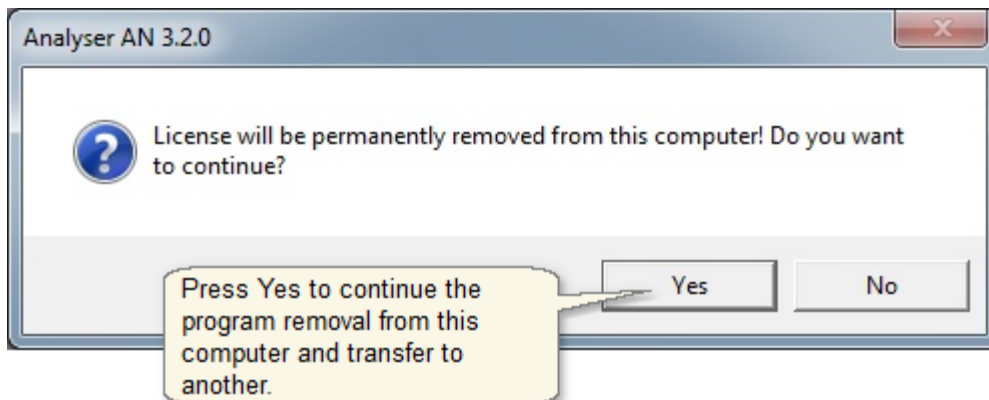 Analyser AN 3.2.0
License will be permanently removed from this computer! Do you want
to continue?
Yes
No
Press Yes to continue the
program removal from this
computer and transfer to
another.